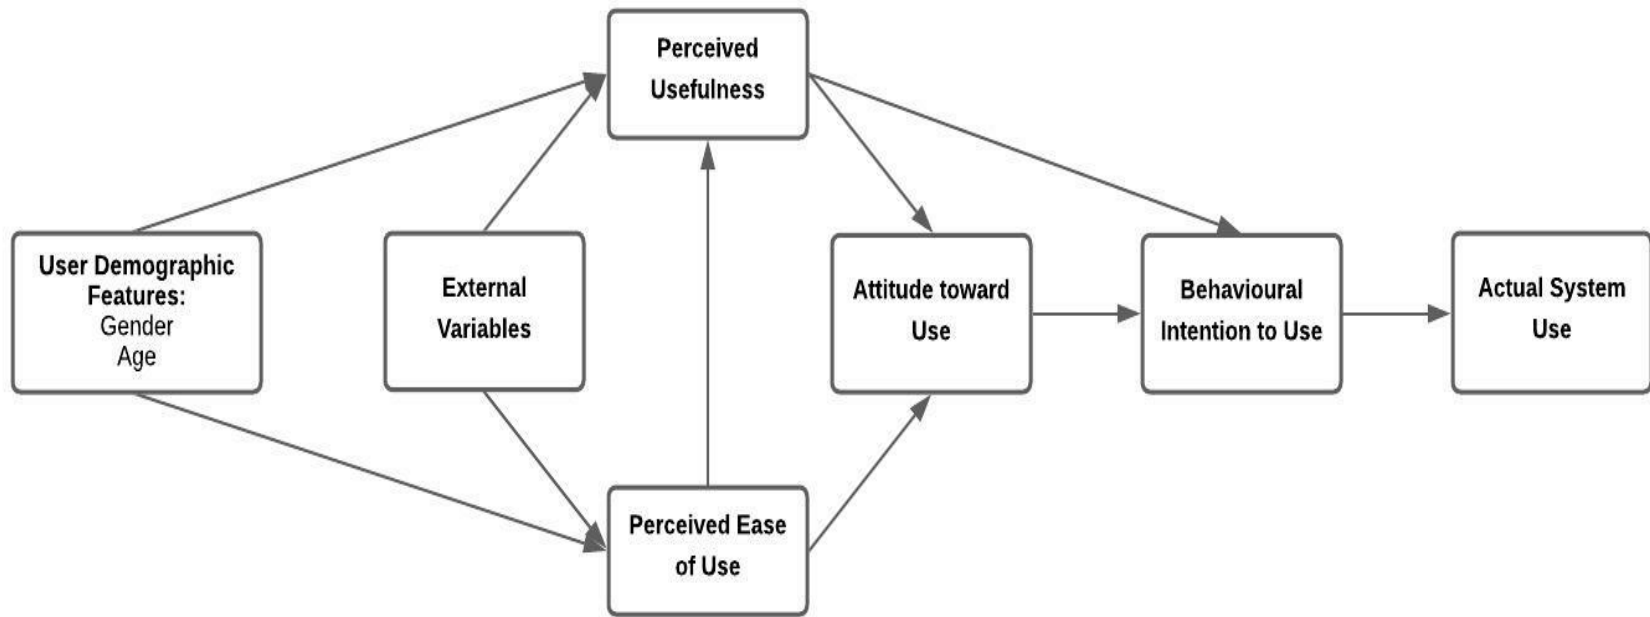 Perceived
Usefulness
User Demographic
Features:
Gender
Age
External
Variables
Attitude toward
Use
Behavioural
Intention to Use
Actual System
Use
Perceived Ease
of Use